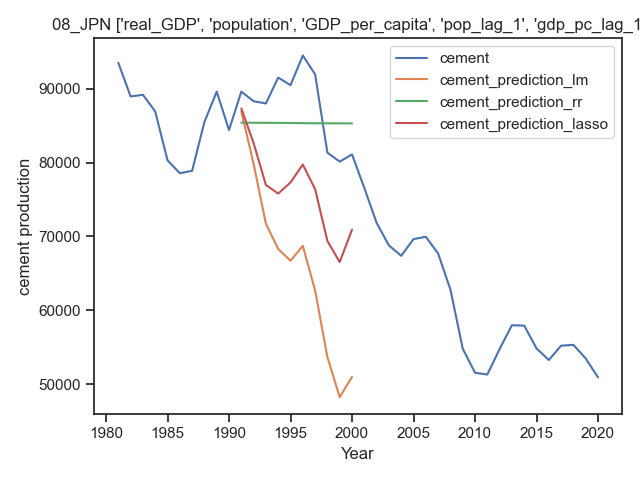 08_JPN ['real_GDP', 'population', 'GDP_per_capita', 'pop_lag_1', 'gdp_pc_lag_1
cement
cement_prediction_lm
cement_prediction_rr
cement_prediction_lasso
cement production
90000
80000
70000
60000
50000
1980 1985 1990 1995 2000 2005 2010 2015 2020
Year